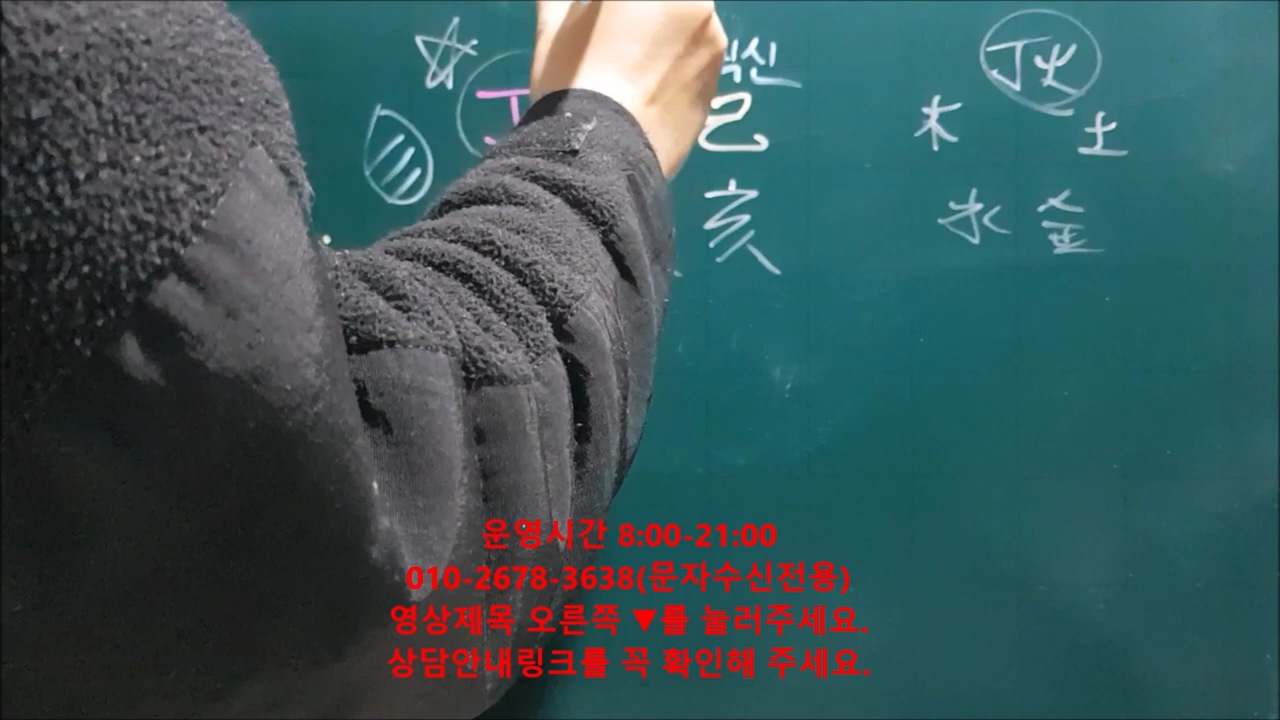 丁火
식신
己
木
土
亥
水
金
운영시간 8:00-21:00
010-2678-3638(문자수신전용)
영상제목 오른쪽 ▼를 눌러주세요.
상담안내링크를 꼭 확인해 주세요.